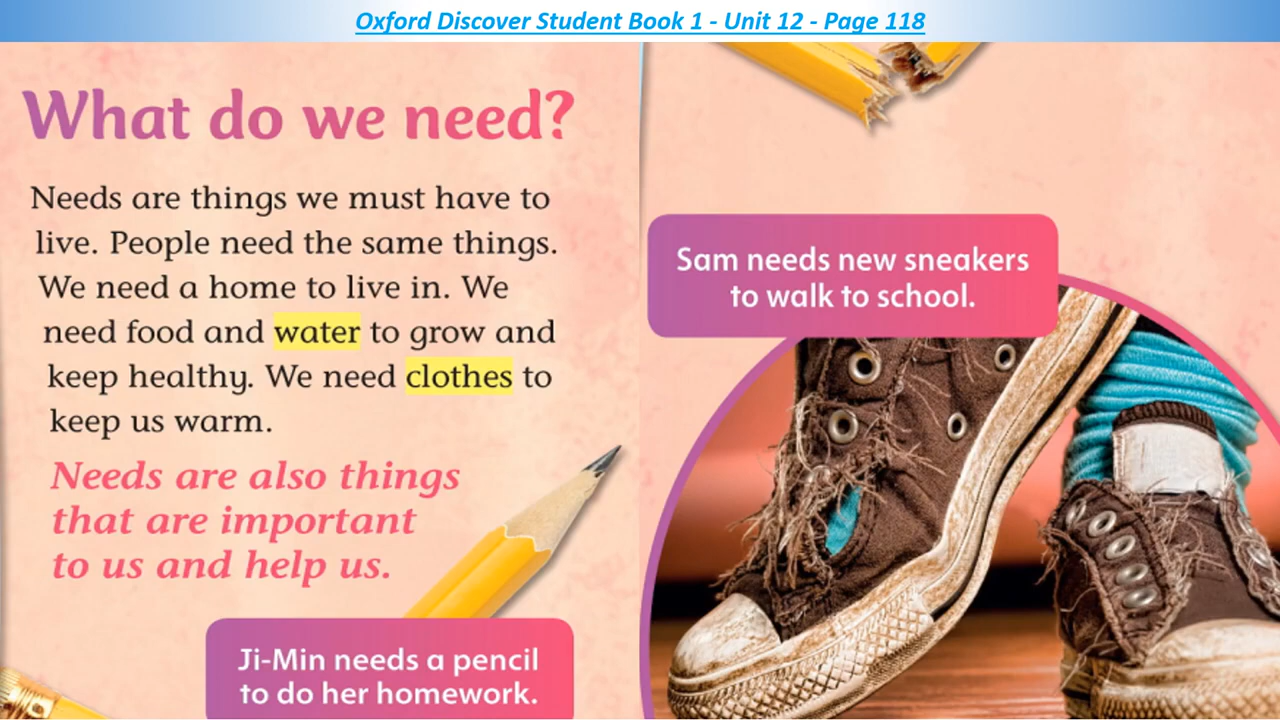 Oxford Discover Student Book 1 - Unit 12 - Page 118
What do we need?
Needs are things we must have to
live. People need the same things.
We need a home to live in. We
need food and water to grow and
keep healthy. We need clothes to
keep us warm.
Needs are also things
that are important
to us and help us.
Ji-Min needs a pencil
to do her homework.
Sam needs new sneakers
to walk to school.